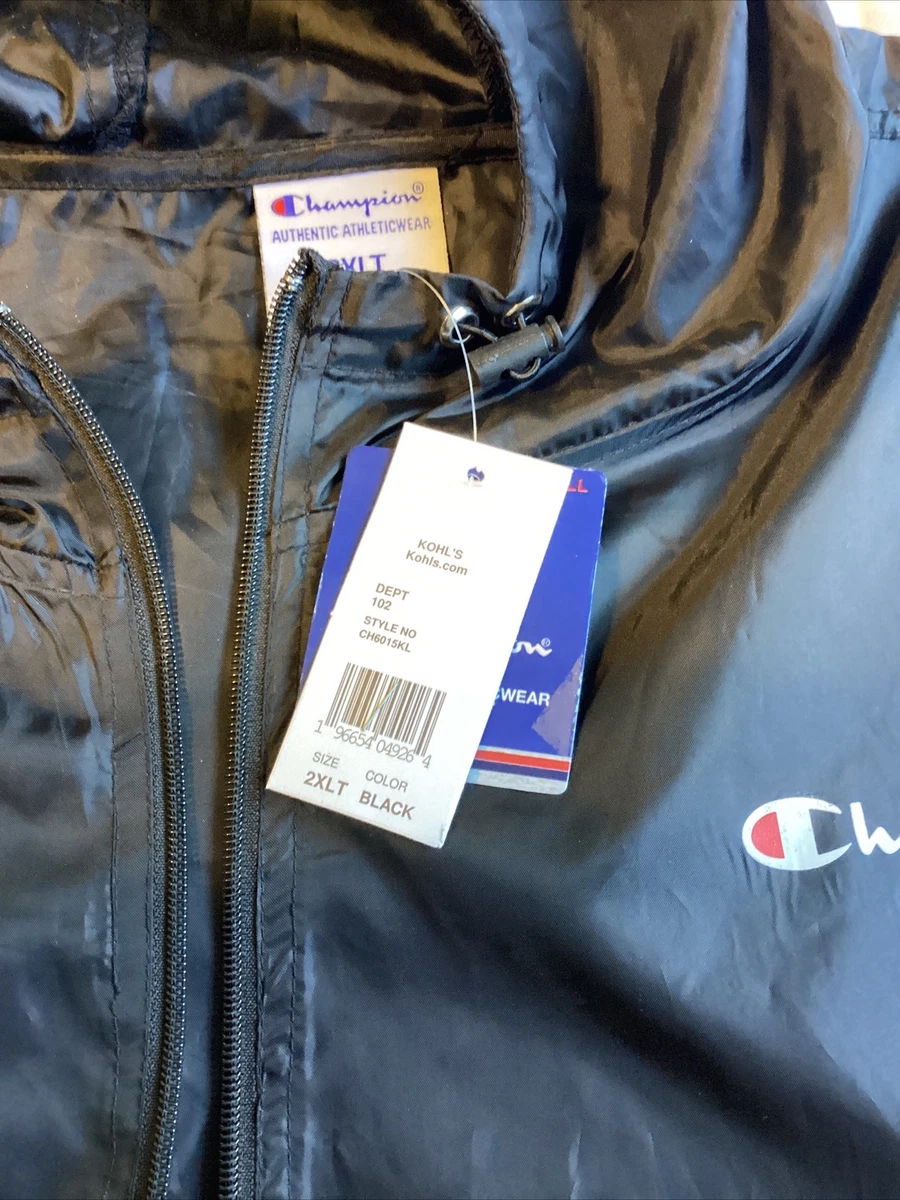 Champion®
AUTHENTIC ATHLETICWEAR
2XLT
KOHL'S
Kohls.com
DEPT
102
STYLE NO
CH6015KL
1 96654 04926 4
SIZE COLOR
2XLT BLACK